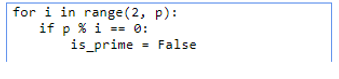 for i in range(2, p):
    if p % i == 0:
        is_prime = False